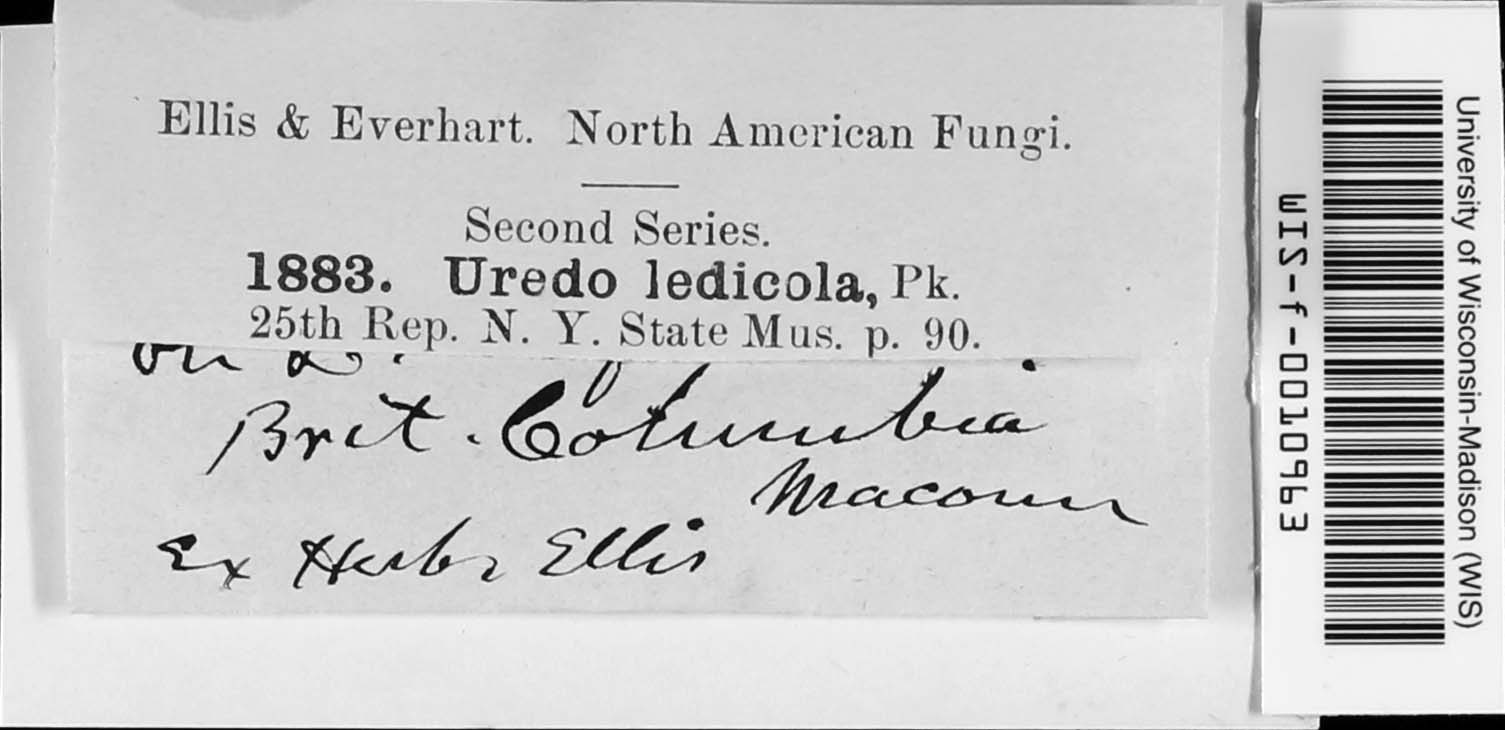 Ellis & Everhart. North American Fungi.
Second Series.
1883. Uredo ledicola, Pk.
25th Rep. N. Y. State Mus. p. 90.
on
Brit. Columbia
Macoun
Ex Herb. Ellis
University of Wisconsin-Madison (WIS)
WIS-f-0010963